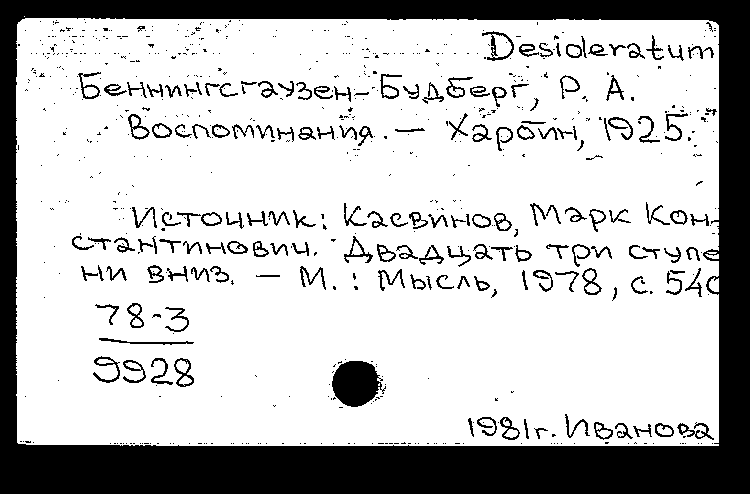 Desideratum
Беннингсгаузен-Будберг, Р. А.
Воспоминания. — Харбин, 1925.
Источник: Касвинов, Марк Кон-
стантинович. Двадцать три ступе
ни вниз. — М. : Мысль, 1978, с. 540
78-3
9928
1981г. Иванова